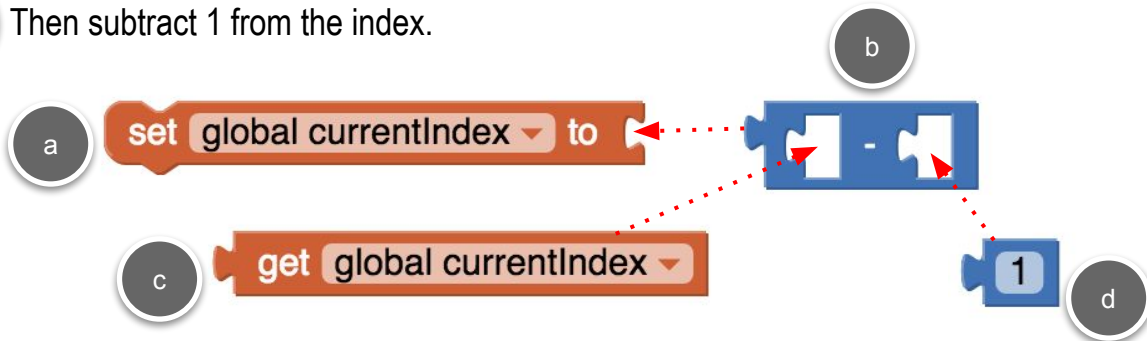 Then subtract 1 from the index.
b
a
set global currentIndex to
-
c
get global currentIndex
1
d